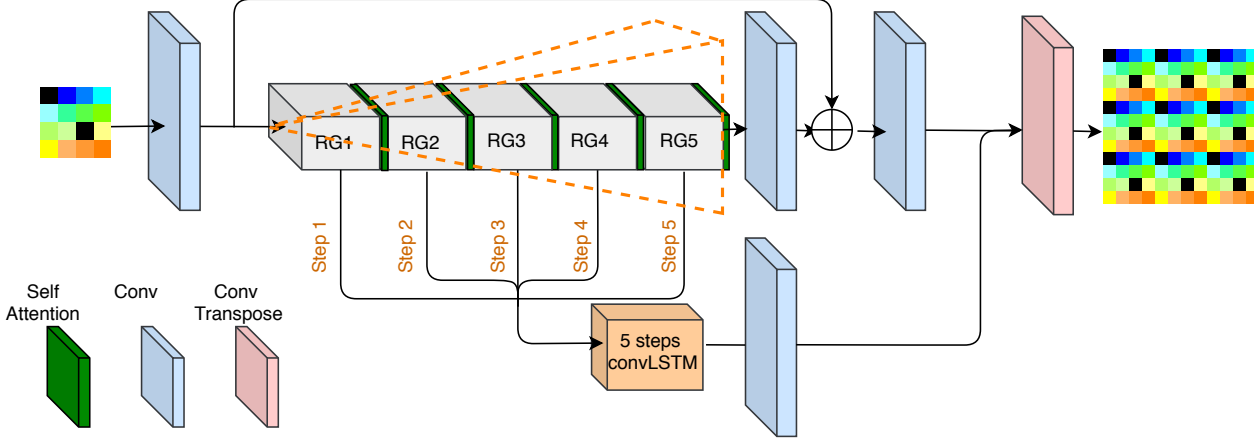 RG1
RG2
RG3
RG4
RG5
Step 1
Step 2
Step 3
Step 4
Step 5
Self
Attention
Conv
Conv
Transpose
5 steps
convLSTM